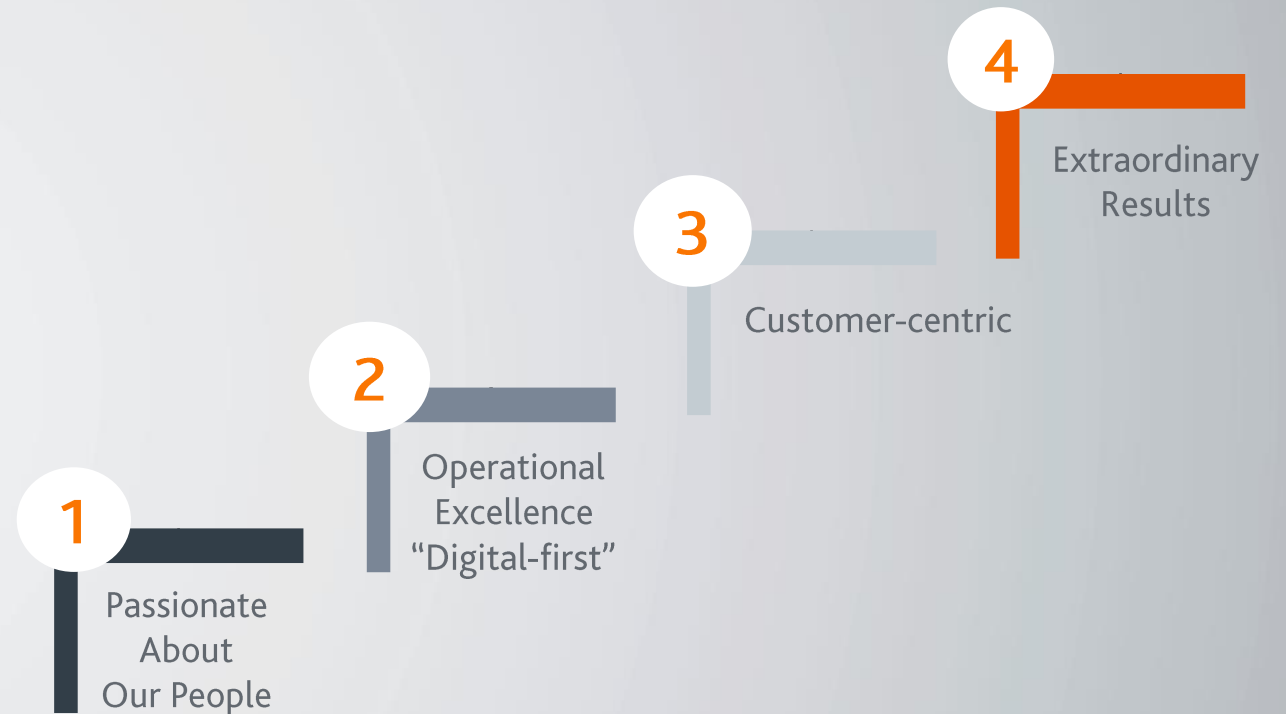 1
Passionate
About
Our People
2
Operational
Excellence
“Digital-first”
3
Customer-centric
4
Extraordinary
Results